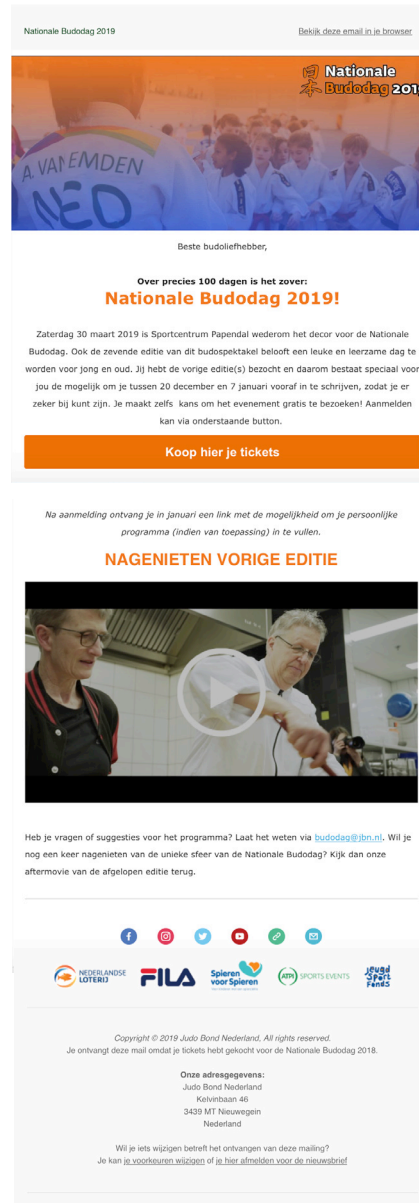 Nationale Budodag 2019
Bekijk deze email in je browser
日本 Nationale
Budodag 2019
A. VAN EMDEN
NED
Beste budoliefhebber,
Over precies 100 dagen is het zover:
Nationale Budodag 2019!
Zaterdag 30 maart 2019 is Sportcentrum Papendal wederom het decor voor de Nationale
Budodag. Ook de zevende editie van dit budospektakel belooft een leuke en leerzame dag te
worden voor jong en oud. Jij hebt de vorige editie(s) bezocht en daarom bestaat speciaal voor
jou de mogelijk om je tussen 20 december en 7 januari vooraf in te schrijven, zodat je er
zeker bij kunt zijn. Je maakt zelfs kans om het evenement gratis te bezoeken! Aanmelden
kan via onderstaande button.
Koop hier je tickets
Na aanmelding ontvang je in januari een link met de mogelijkheid om je persoonlijke
programma (indien van toepassing) in te vullen.
NAGENIETEN VORIGE EDITIE
Heb je vragen of suggesties voor het programma? Laat het weten via budodag@jbn.nl. Wil je
nog een keer nagenieten van de unieke sfeer van de Nationale Budodag? Kijk dan onze
aftermovie van de afgelopen editie terug.
NEDERLANDSE
LOTERIJ
FILA
Spieren
voor Spieren
ATPI SPORTS EVENTS
jeugd
Sport
Fonds
Copyright © 2019 Judo Bond Nederland, All rights reserved.
Je ontvangt deze mail omdat je tickets hebt gekocht voor de Nationale Budodag 2018.
Onze adresgegevens:
Judo Bond Nederland
Kelvinbaan 46
3439 MT Nieuwegein
Nederland
Wil je iets wijzigen betreft het ontvangen van deze mailing?
Je kan je voorkeuren wijzigen of je hier afmelden voor de nieuwsbrief